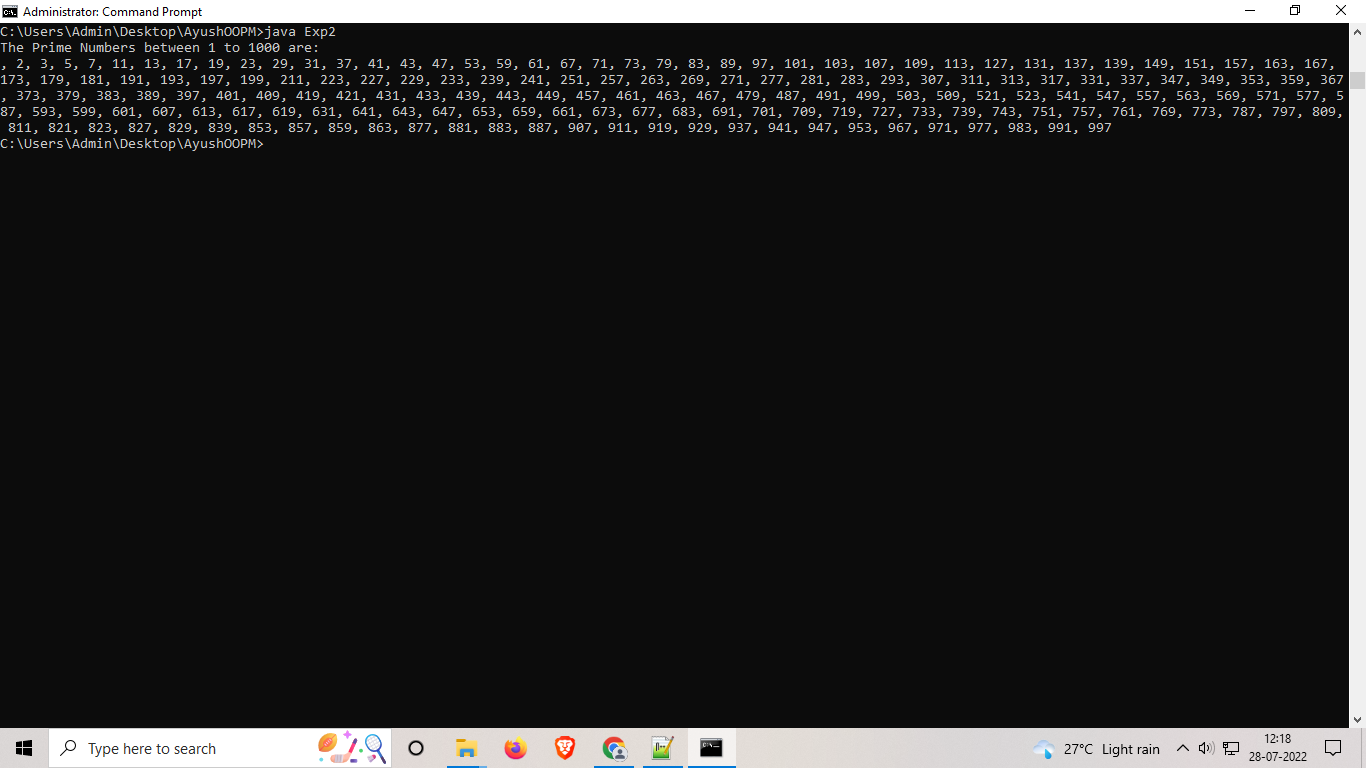 Administrator: Command Prompt
C:\Users\Admin\Desktop\AyushOOPM>java Exp2
The Prime Numbers between 1 to 1000 are:
, 2, 3, 5, 7, 11, 13, 17, 19, 23, 29, 31, 37, 41, 43, 47, 53, 59, 61, 67, 71, 73, 79, 83, 89, 97, 101, 103, 107, 109, 113, 127, 131, 137, 139, 149, 151, 157, 163, 167,
173, 179, 181, 191, 193, 197, 199, 211, 223, 227, 229, 233, 239, 241, 251, 257, 263, 269, 271, 277, 281, 283, 293, 307, 311, 313, 317, 331, 337, 347, 349, 353, 359, 367
, 373, 379, 383, 389, 397, 401, 409, 419, 421, 431, 433, 439, 443, 449, 457, 461, 463, 467, 479, 487, 491, 499, 503, 509, 521, 523, 541, 547, 557, 563, 569, 571, 577, 5
87, 593, 599, 601, 607, 613, 617, 619, 631, 641, 643, 647, 653, 659, 661, 673, 677, 683, 691, 701, 709, 719, 727, 733, 739, 743, 751, 757, 761, 769, 773, 787, 797, 809,
 811, 821, 823, 827, 829, 839, 853, 857, 859, 863, 877, 881, 883, 887, 907, 911, 919, 929, 937, 941, 947, 953, 967, 971, 977, 983, 991, 997
C:\Users\Admin\Desktop\AyushOOPM>
Type here to search
27°C Light rain
12:18
28-07-2022